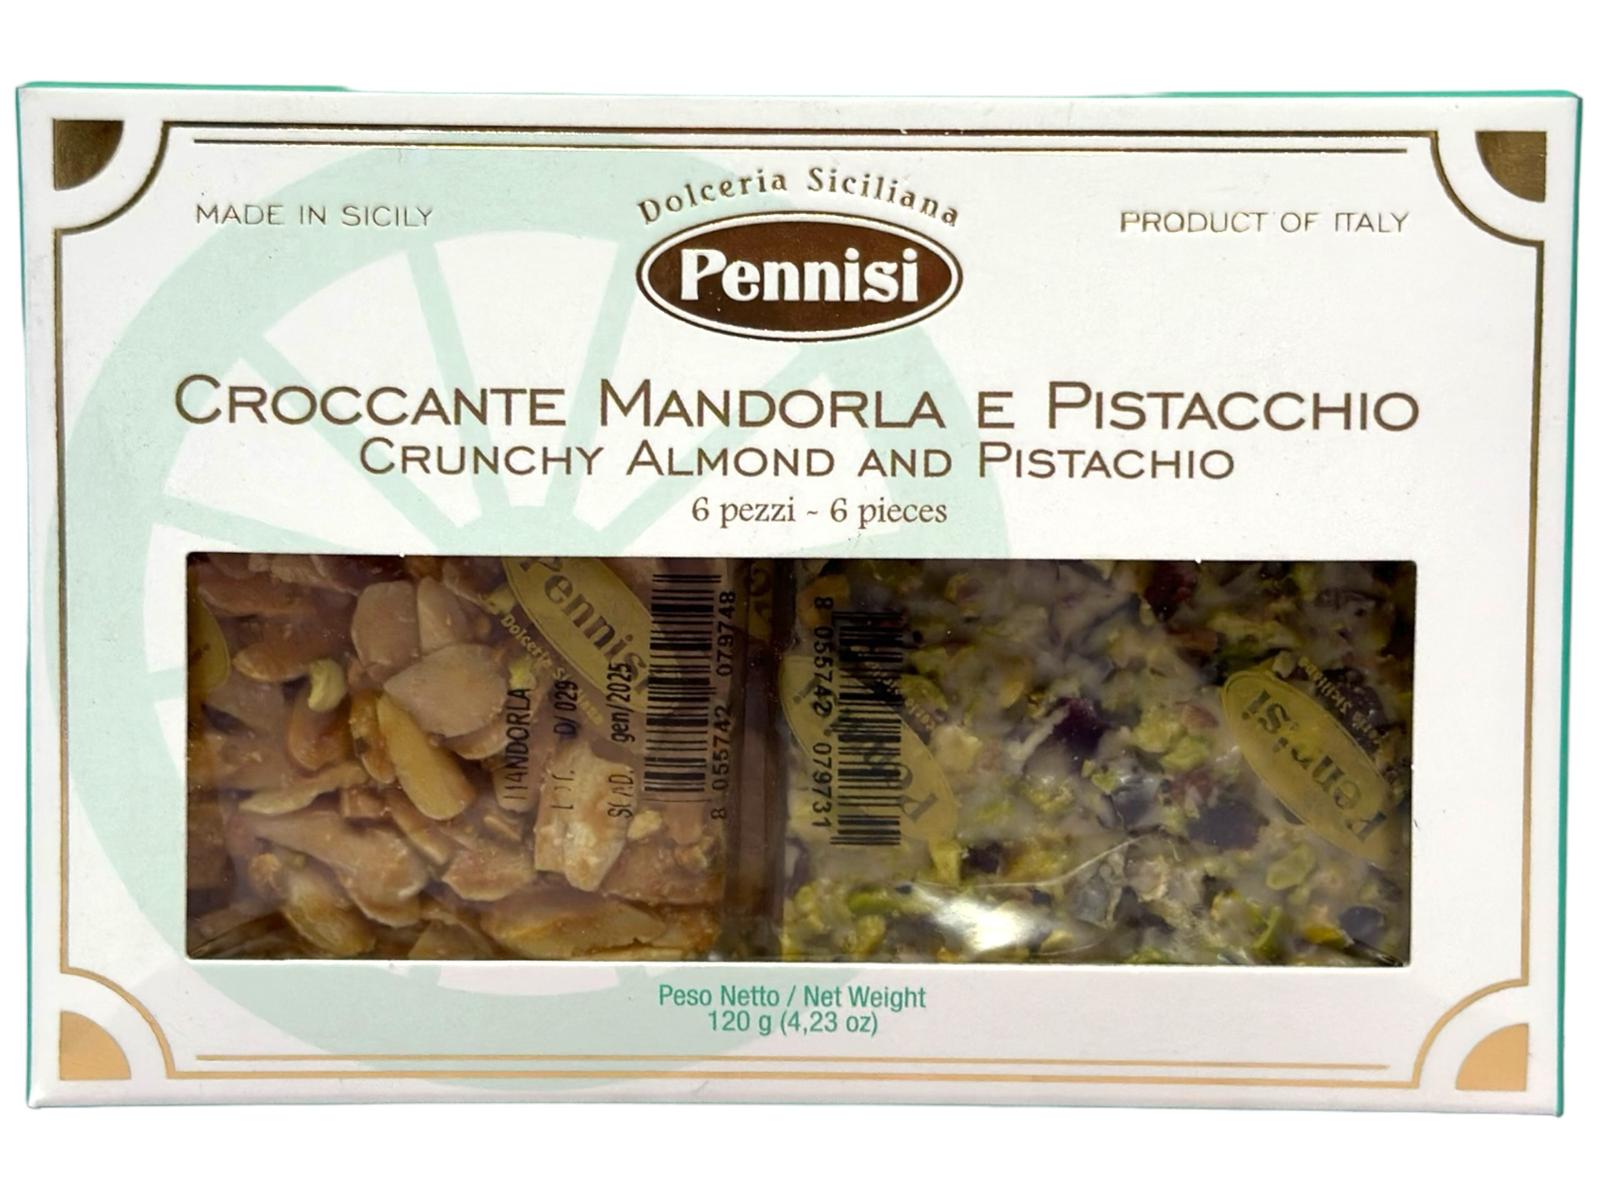 Dolceria Siciliana
MADE IN SICILY
Pennisi
PRODUCT OF ITALY
CROCCANTE MANDORLA E PISTACCHIO
CRUNCHY ALMOND AND PISTACHIO
6 pezzi ~ 6 pieces
Pennisi
MANDORLA
D/029
gen/2025
8 055742 079748
8 055742 079731
Pennisi
Peso Netto / Net Weight
120 g (4,23 oz)